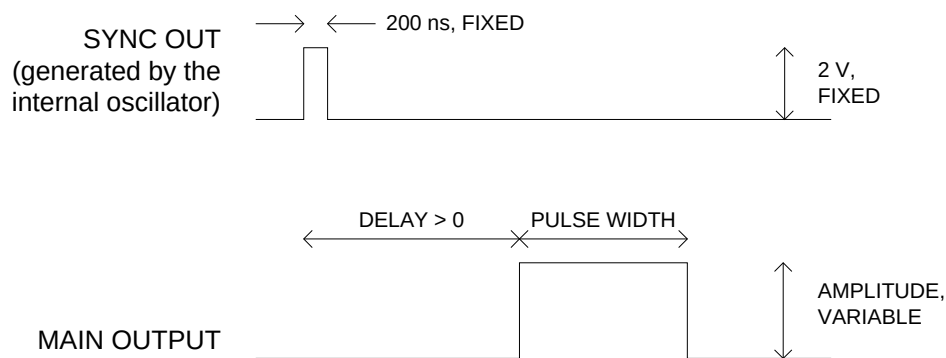 200 ns, FIXED
SYNC OUT
(generated by the
internal oscillator)
2 V,
FIXED
DELAY > 0
PULSE WIDTH
AMPLITUDE,
VARIABLE
MAIN OUTPUT